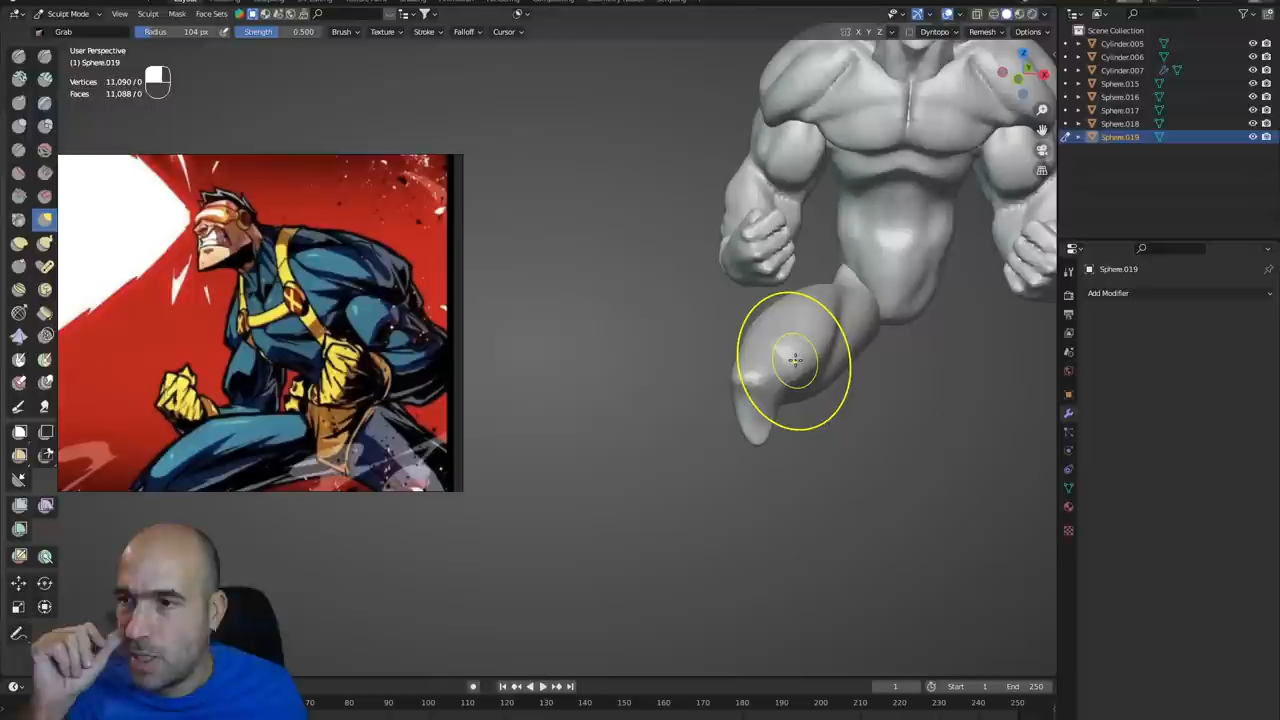 Sculpt Mode View Sculpt Mask Face Sets
Grab Radius 104 px Strength 0.500 Brush Texture Stroke Falloff Cursor X Y Z Dyntopo Remesh Options
User Perspective
(1) Sphere.019
Vertices 11,090 / 0
Faces 11,088 / 0
Z
Y
X
Scene Collection
Cylinder.005
Cylinder.006
Cylinder.007
Sphere.015
Sphere.016
Sphere.017
Sphere.018
Sphere.019
Sphere.019
Add Modifier
1 Start 1 End 250
70 80 90 100 110 120 130 140 150 160 170 180 190 200 210 220 230 240 250